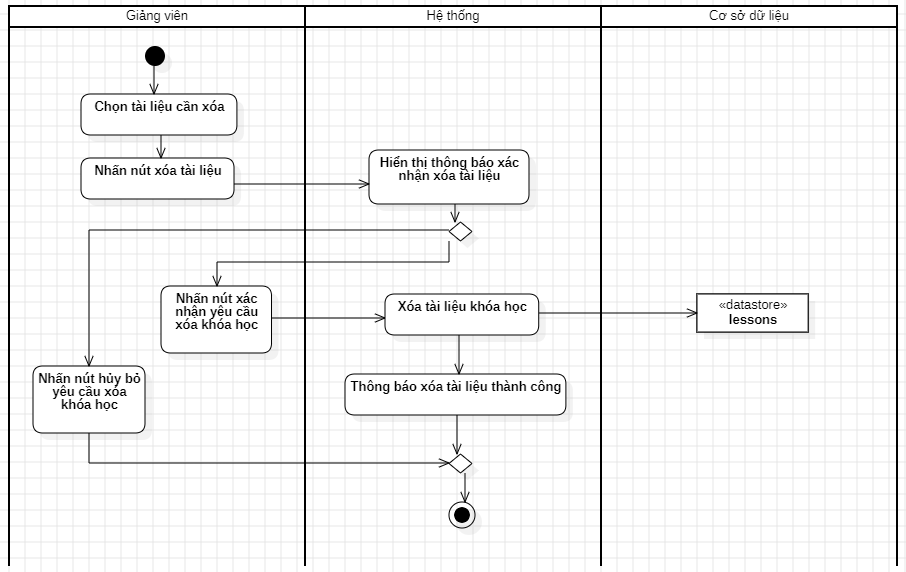 Giảng viên
Hệ thống
Cơ sở dữ liệu
Chọn tài liệu cần xóa
Nhấn nút xóa tài liệu
Hiển thị thông báo xác
nhận xóa tài liệu
Nhấn nút xác
nhận yêu cầu
xóa khóa học
Xóa tài liệu khóa học
«datastore»
lessons
Nhấn nút hủy bỏ
yêu cầu xóa
khóa học
Thông báo xóa tài liệu thành công